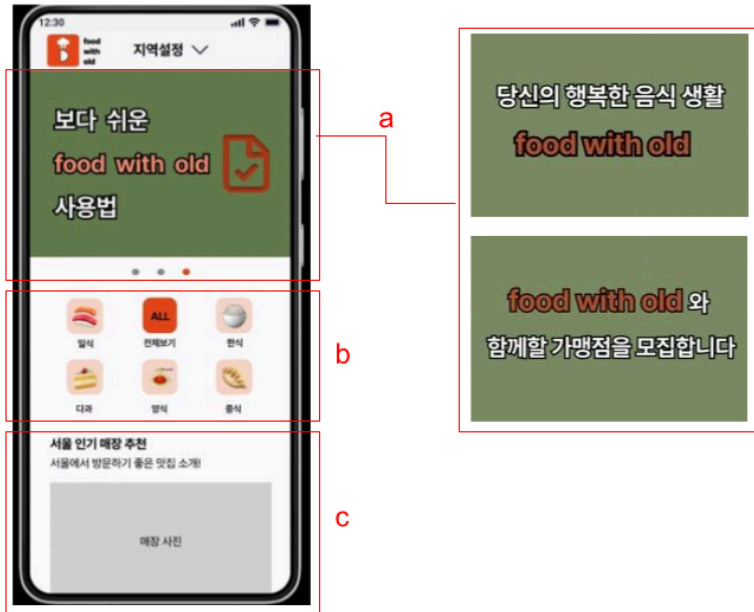 12:30
food
with
old
지역설정
보다 쉬운
food with old
사용법
a
당신의 행복한 음식 생활
food with old
food with old 와
함께할 가맹점을 모집합니다
ALL
일식
전체보기
한식
다과
양식
중식
b
서울 인기 매장 추천
서울에서 방문하기 좋은 맛집 소개!
매장 사진
c